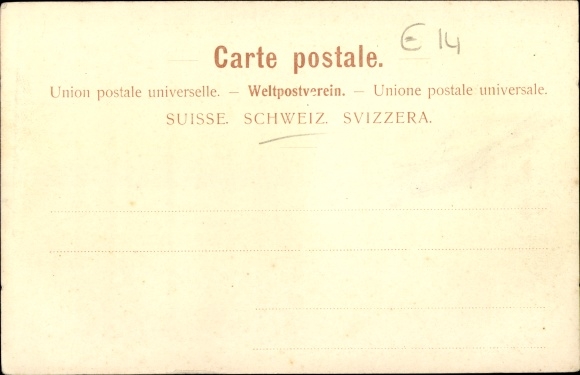 E 14
Carte postale.
Union postale universelle. — Weltpostverein. — Unione postale universale.
SUISSE. SCHWEIZ. SVIZZERA.